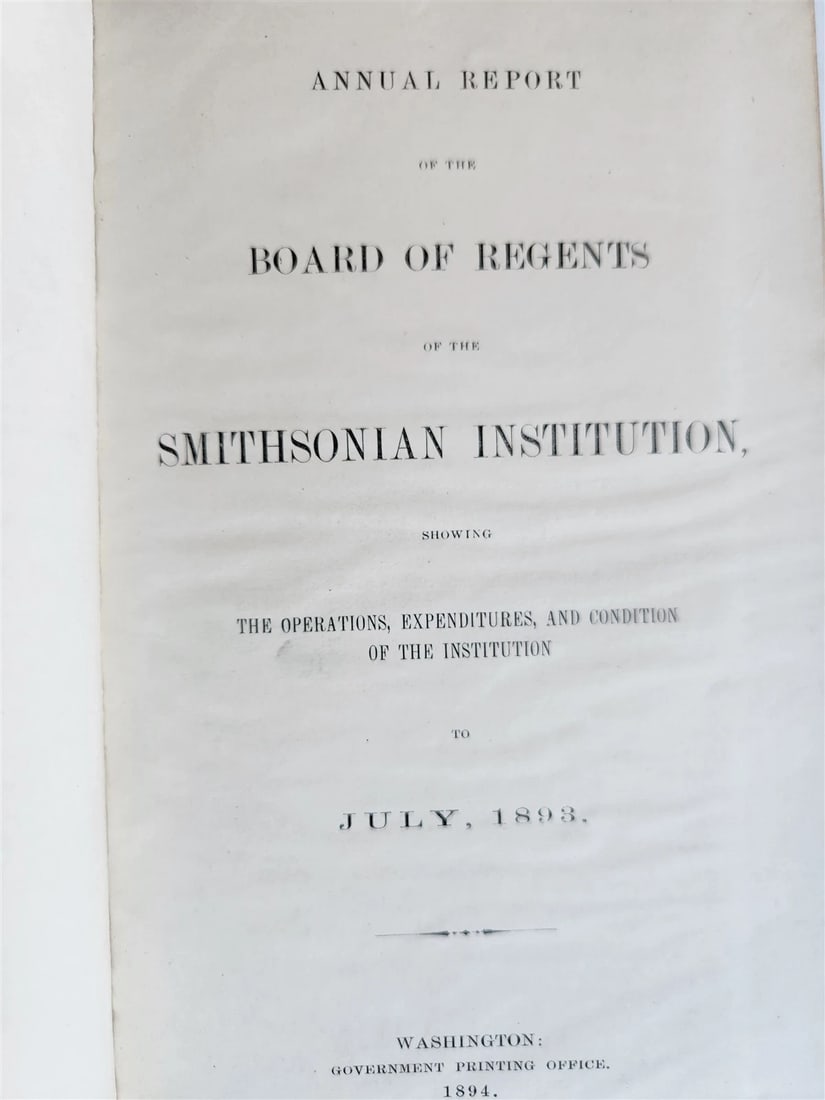 ANNUAL REPORT
OF THE
BOARD OF REGENTS
OF THE
SMITHSONIAN INSTITUTION,
SHOWING
THE OPERATIONS, EXPENDITURES, AND CONDITION
OF THE INSTITUTION
TO
JULY, 1893.
WASHINGTON:
GOVERNMENT PRINTING OFFICE.
1894.